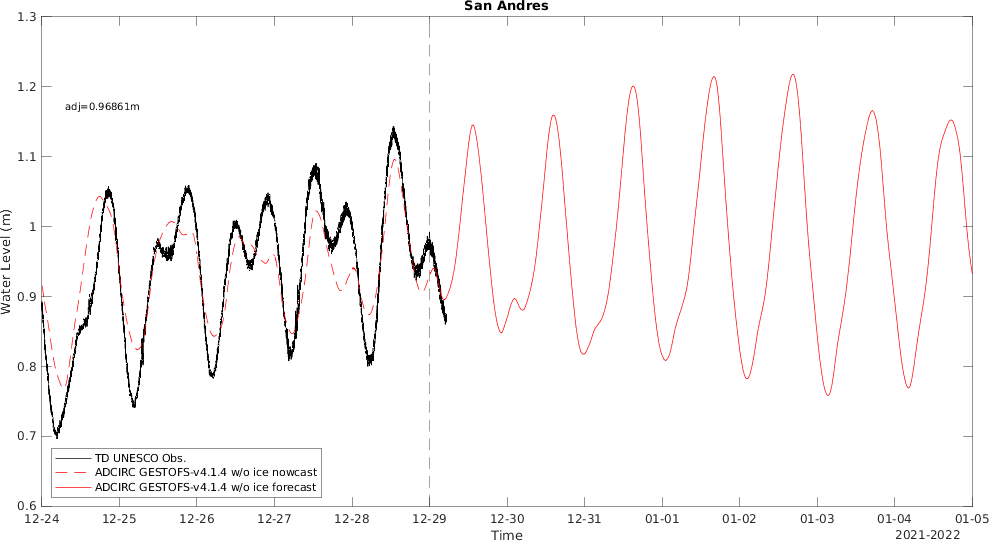 San Andres
1.3
1.2
1.1
1
0.9
0.8
0.7
0.6
Water Level (m)
adj=0.96861m
TD UNESCO Obs.
ADCIRC GESTOFS-v4.1.4 w/o ice nowcast
ADCIRC GESTOFS-v4.1.4 w/o ice forecast
12-24 12-25 12-26 12-27 12-28 12-29 12-30 12-31 01-01 01-02 01-03 01-04 01-05
Time
2021-2022